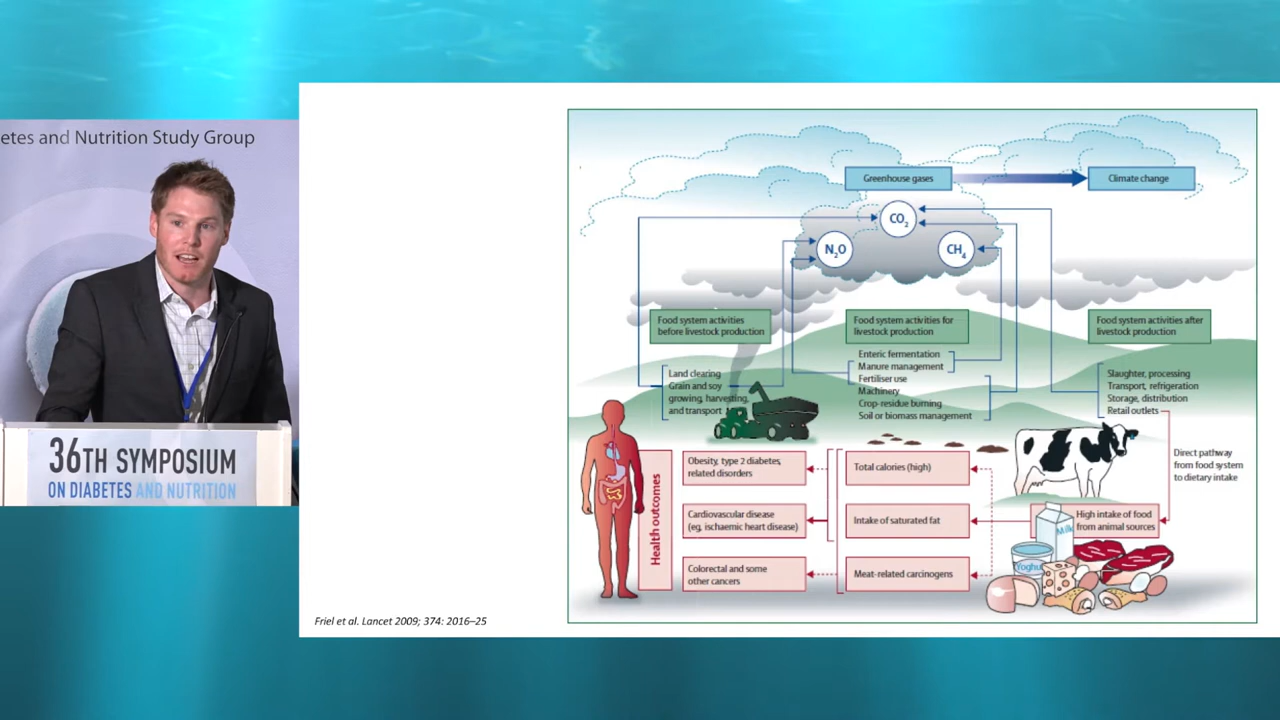 etes and Nutrition Study Group
36TH SYMPOSIUM
ON DIABETES AND NUTRITION
Greenhouse gases
Climate change
CO2
N2O
CH4
Food system activities
before livestock production
Food system activities for
livestock production
Food system activities after
livestock production
Land clearing
Grain and soy
growing, harvesting,
and transport
Enteric fermentation
Manure management
Fertiliser use
Machinery
Crop-residue burning
Soil or biomass management
Slaughter, processing
Transport, refrigeration
Storage, distribution
Retail outlets
Direct pathway
from food system
to dietary intake
Health outcomes
Obesity, type 2 diabetes,
related disorders
Total calories (high)
Cardiovascular disease
(eg, ischaemic heart disease)
Intake of saturated fat
High intake of food
from animal sources
Colorectal and some
other cancers
Meat-related carcinogens
Milk
Yoghu
Friel et al. Lancet 2009; 374: 2016–25